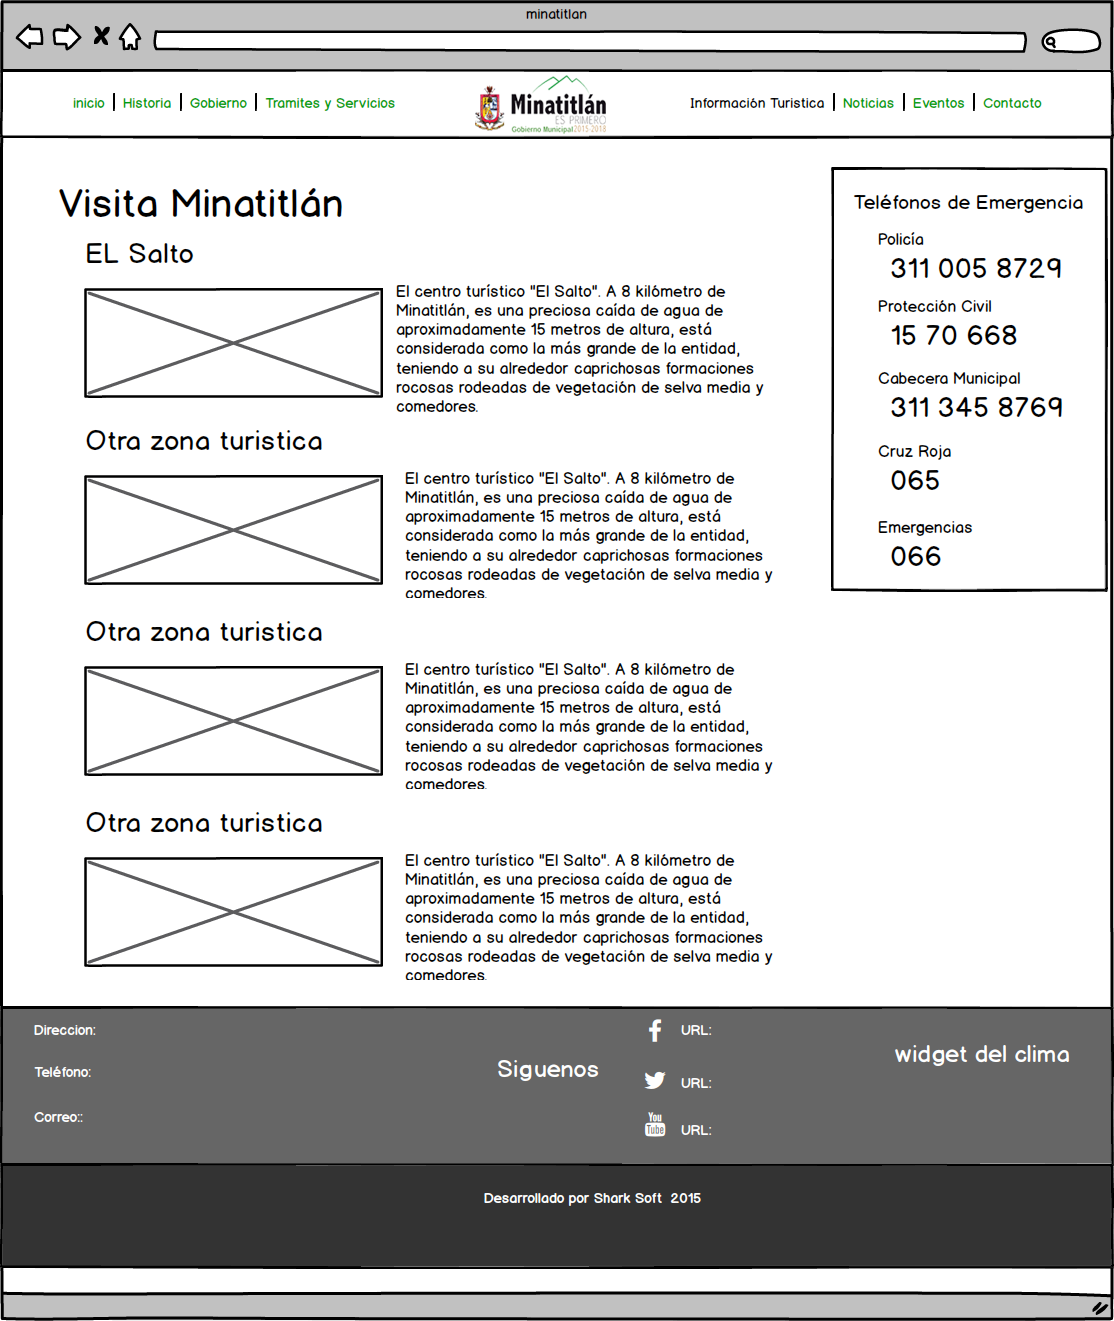 minatitlan
inicio
Historia
Gobierno
Tramites y Servicios
Minatitlán
ES PRIMERO
Gobierno Municipal 2015-2018
Información Turistica
Noticias
Eventos
Contacto
Visita Minatitlán
EL Salto
El centro turístico "El Salto". A 8 kilómetro de
Minatitlán, es una preciosa caída de agua de
aproximadamente 15 metros de altura, está
considerada como la más grande de la entidad,
teniendo a su alrededor caprichosas formaciones
rocosas rodeadas de vegetación de selva media y
comedores.
Otra zona turistica
El centro turístico "El Salto". A 8 kilómetro de
Minatitlán, es una preciosa caída de agua de
aproximadamente 15 metros de altura, está
considerada como la más grande de la entidad,
teniendo a su alrededor caprichosas formaciones
rocosas rodeadas de vegetación de selva media y
comedores.
Otra zona turistica
El centro turístico "El Salto". A 8 kilómetro de
Minatitlán, es una preciosa caída de agua de
aproximadamente 15 metros de altura, está
considerada como la más grande de la entidad,
teniendo a su alrededor caprichosas formaciones
rocosas rodeadas de vegetación de selva media y
comedores.
Otra zona turistica
El centro turístico "El Salto". A 8 kilómetro de
Minatitlán, es una preciosa caída de agua de
aproximadamente 15 metros de altura, está
considerada como la más grande de la entidad,
teniendo a su alrededor caprichosas formaciones
rocosas rodeadas de vegetación de selva media y
comedores.
Teléfonos de Emergencia
Policía
311 005 8729
Protección Civil
15 70 668
Cabecera Municipal
311 345 8769
Cruz Roja
065
Emergencias
066
Direccion:
Teléfono:
Correo::
Siguenos
URL:
URL:
You
Tube
URL:
widget del clima
Desarrollado por Shark Soft  2015